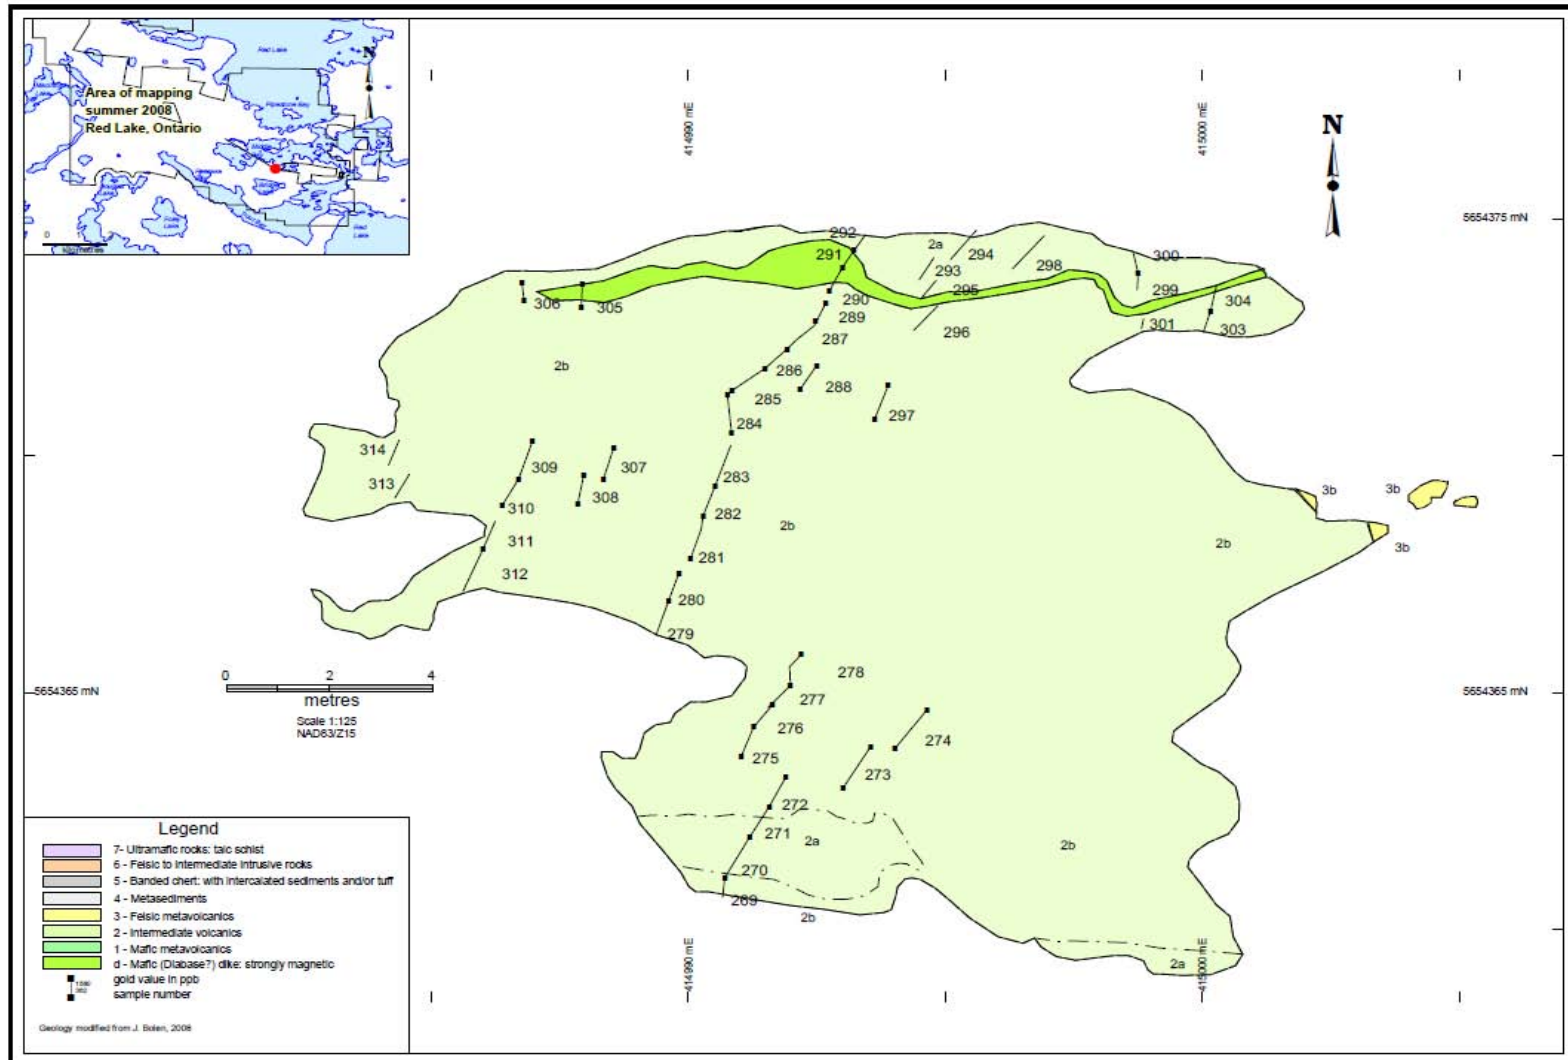 Red Lake
N
Area of mapping
summer 2008
Red Lake, Ontario
Pipestone Bay
Red
Lake
0
kilometres
414990 mE
415000 mE
N
5654375 mN
292
2a
294
300
291
293
298
295
299
306
305
290
304
289
296
301
303
287
2b
286
288
285
297
284
314
309
307
283
313
308
310
282
3b
3b
2b
311
2b
3b
281
312
280
279
0 2 4
metres
Scale 1:125
NAD83/Z15
5654365 mN
5654365 mN
278
277
276
274
275
273
272
271
2a
2b
270
269
2b
2a
414990 mE
415000 mE
Legend
7- Ultramafic rocks: talc schist
6 - Felsic to intermediate intrusive rocks
5 - Banded chert: with intercalated sediments and/or tuff
4 - Metasediments
3 - Felsic metavolcanics
2 - Intermediate volcanics
1 - Mafic metavolcanics
d - Mafic (Diabase?) dike: strongly magnetic
gold value in ppb
sample number
Geology modified from J. Bolen, 2008